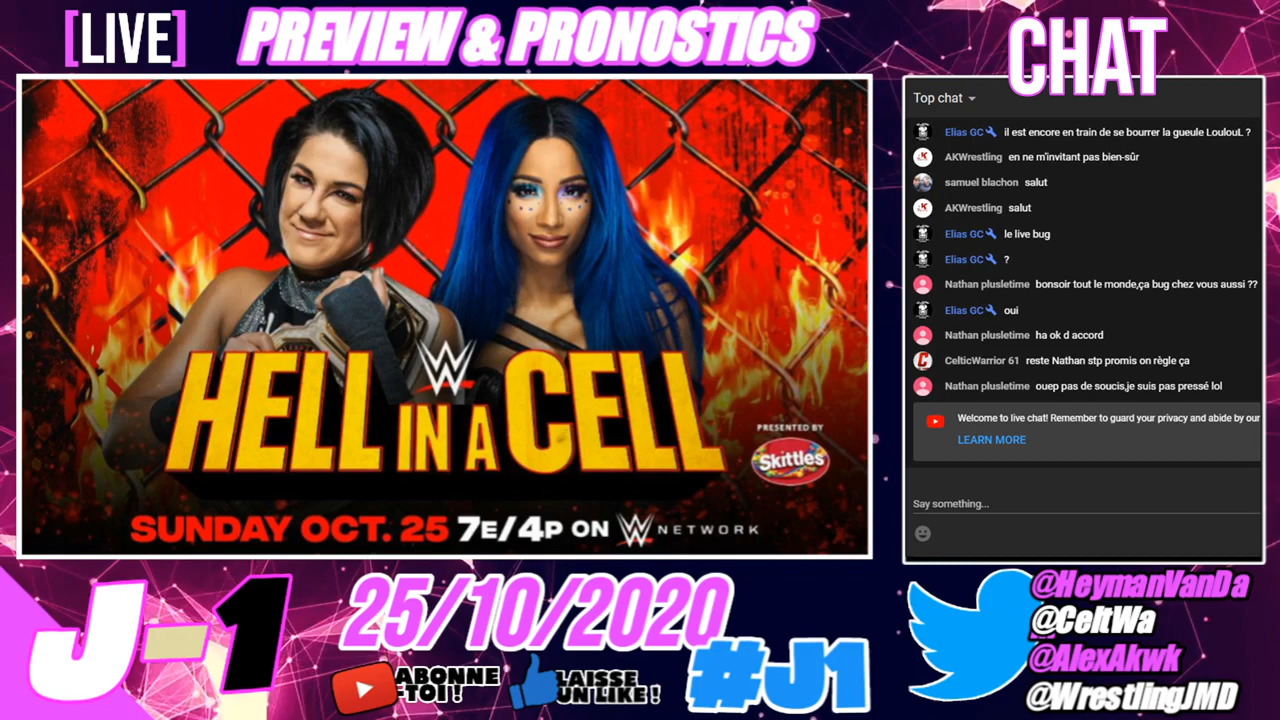 [LIVE]
PREVIEW & PRONOSTICS
CHAT
W
HELL IN A CELL
PRESENTED BY
Skittles
SUNDAY OCT. 25 7E/4P ON W NETWORK
Top chat
Elias GC il est encore en train de se bourrer la gueule LoulouL ?
AKWrestling en ne m'invitant pas bien-sûr
samuel blachon salut
AKWrestling salut
Elias GC le live bug
Elias GC ?
Nathan plusletime bonsoir tout le monde,ça bug chez vous aussi ??
Elias GC oui
Nathan plusletime ha ok d accord
CelticWarrior 61 reste Nathan stp promis on règle ça
Nathan plusletime ouep pas de soucis,je suis pas pressé lol
Welcome to live chat! Remember to guard your privacy and abide by our
LEARN MORE
Say something...
J-1
25/10/2020
ABONNE
-TOI !
LAISSE
UN LIKE !
#J1
@HeymanVanDa
@CeltWa
@AlexAkwk
@WrestlingJMD